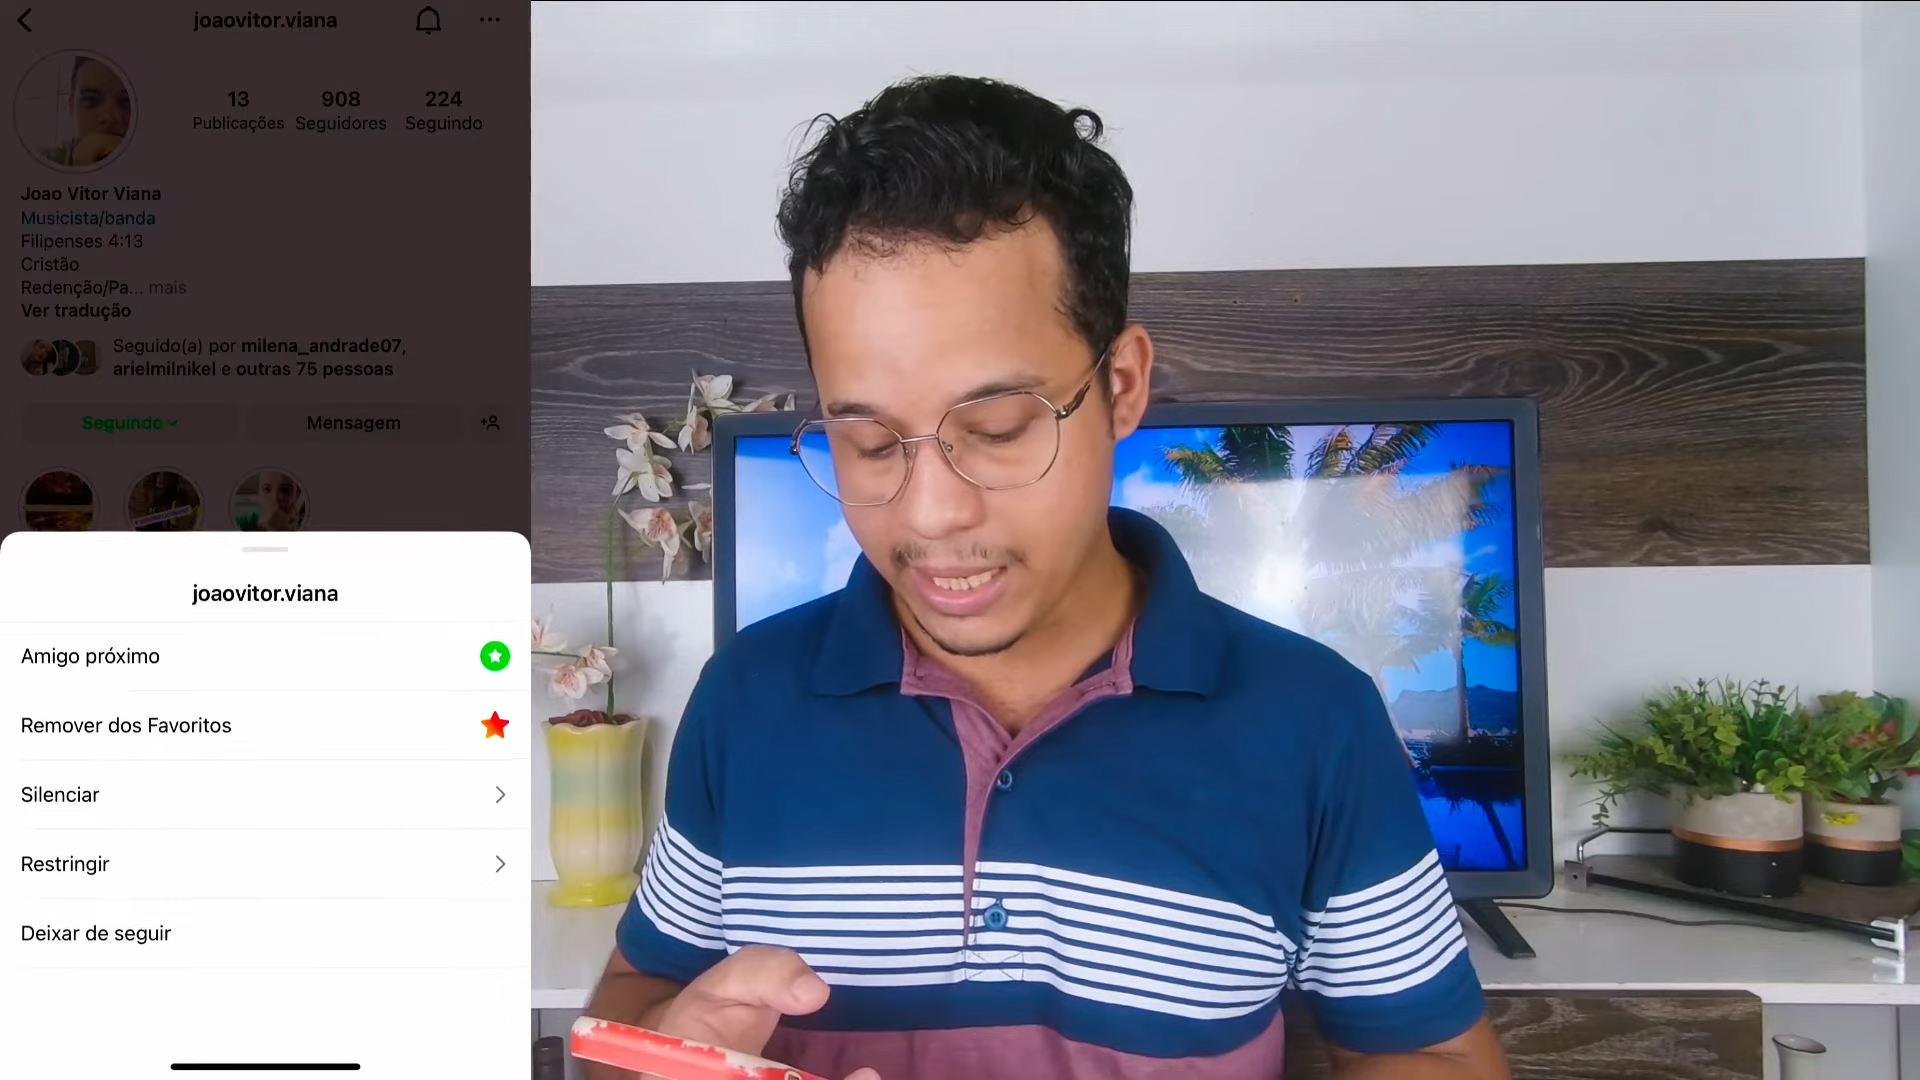 joaovitor.viana
13 908 224
Publicações Seguidores Seguindo
Joao Vitor Viana
Musicista/banda
Filipenses 4:13
Cristão
Redenção/Pa... mais
Ver tradução
Seguido(a) por milena_andrade07,
arielmilnikel e outras 75 pessoas
Seguindo Mensagem
joaovitor.viana
Amigo próximo
Remover dos Favoritos
Silenciar
Restringir
Deixar de seguir